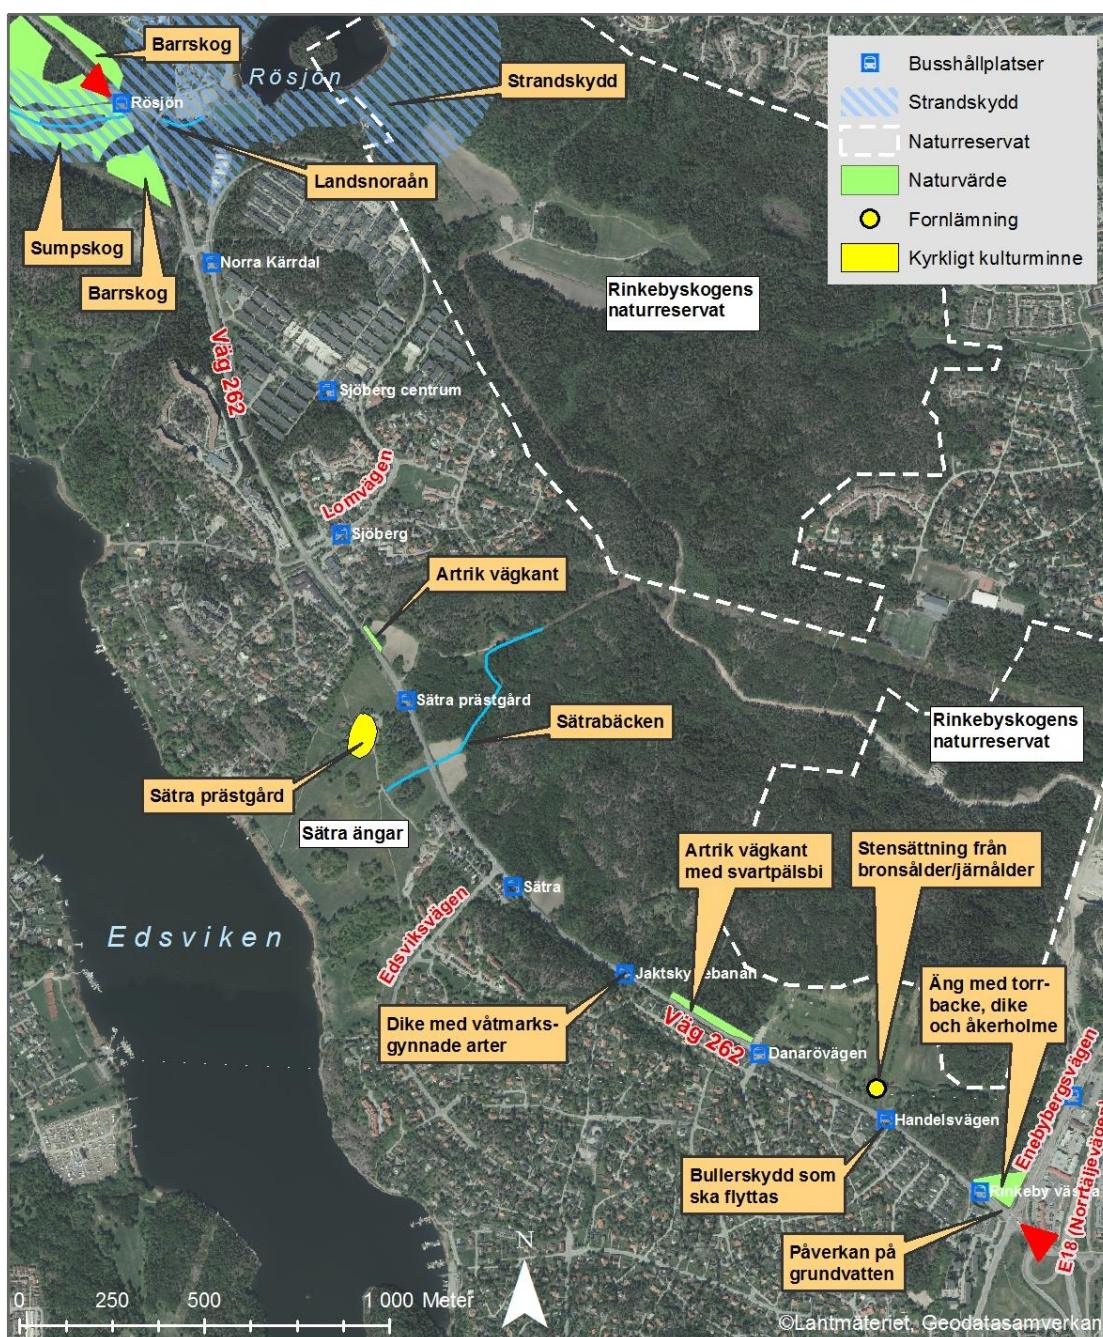 Barrskog
Rösjön
Rösjön
Strandskydd
Landsnoraån
Sumpskog
Barrskog
Norra Kärrdal
Väg 262
Sjöberg centrum
Lomvägen
Sjöberg
Busshållplatser
Strandskydd
Naturreservat
Naturvärde
Fornlämning
Kyrkligt kulturminne
Rinkebyskogens
naturreservat
Artrik vägkant
Sätra prästgård
Sätrabäcken
Sätra prästgård
Sätra ängar
Rinkebyskogens
naturreservat
Edsviken
Edsviksvägen
Sätra
Artrik vägkant
med svartpälsbi
Stensättning från
bronsålder/järnålder
Jaktskyttebanan
Dike med våtmarks-
gynnade arter
Väg 262
Danarövägen
Äng med torr-
backe, dike
och åkerholme
Enebybergsvägen
Handelsvägen
Bullerskydd som
ska flyttas
Rinkeby västra
E18 (Norrtäljevägen)
Påverkan på
grundvatten
N
0 250 500 1 000 Meter
©Lantmäteriet, Geodatasamverkan